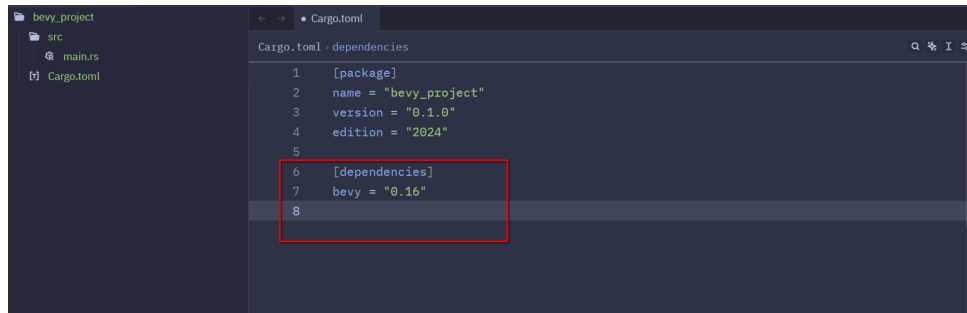 bevy_project
src
main.rs
Cargo.toml
Cargo.toml
Cargo.toml › dependencies
1 [package]
2 name = "bevy_project"
3 version = "0.1.0"
4 edition = "2024"
5
6 [dependencies]
7 bevy = "0.16"
8